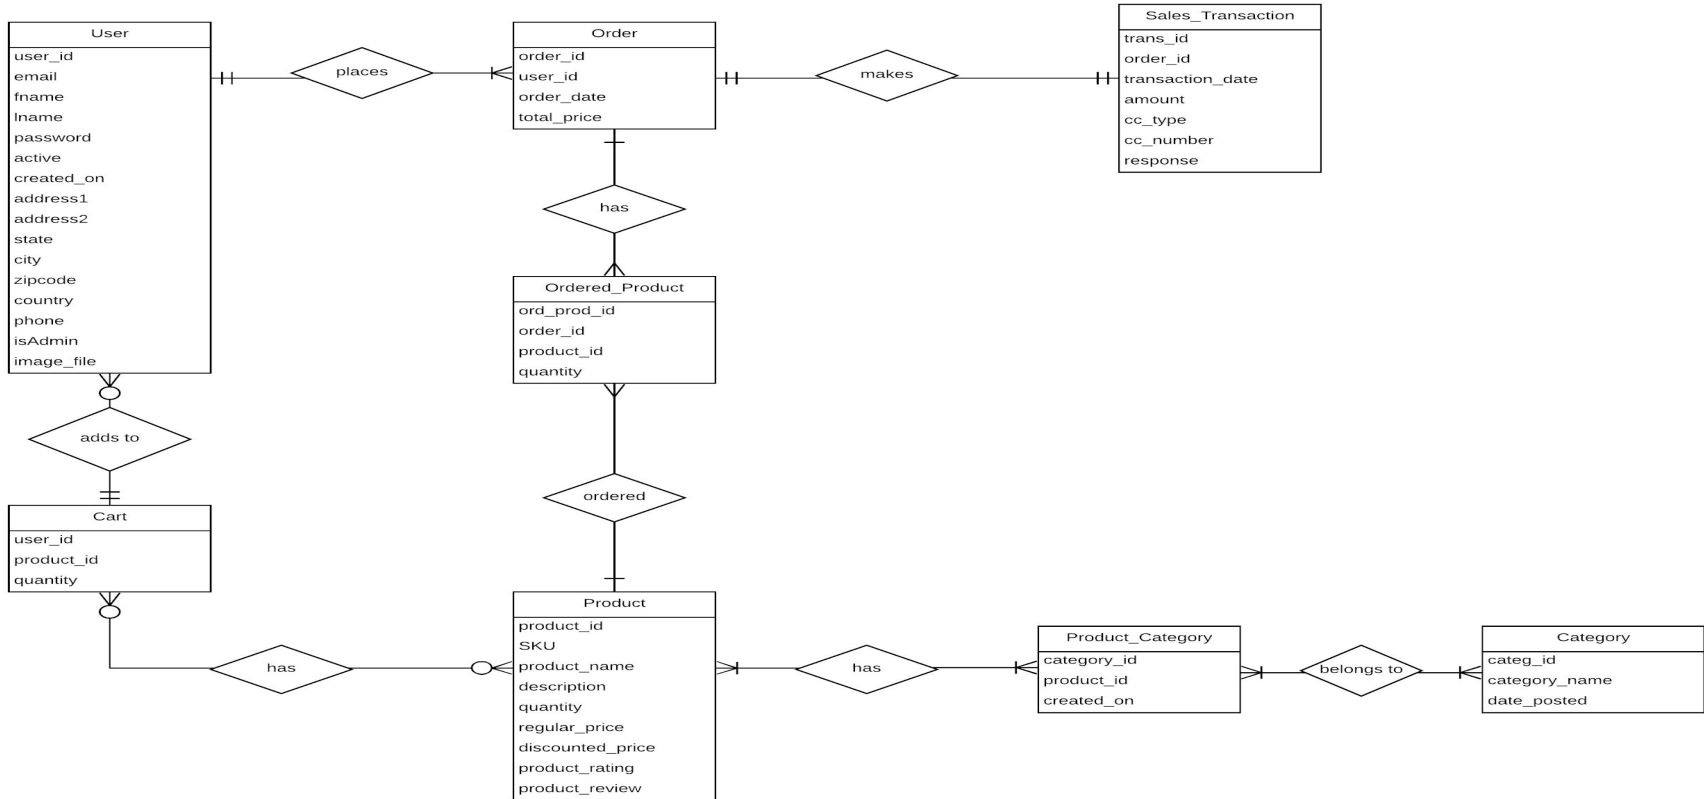 User
user_id
email
fname
lname
password
active
created_on
address1
address2
state
city
zipcode
country
phone
isAdmin
image_file
places
Order
order_id
user_id
order_date
total_price
makes
Sales_Transaction
trans_id
order_id
transaction_date
amount
cc_type
cc_number
response
has
Ordered_Product
ord_prod_id
order_id
product_id
quantity
adds to
ordered
Cart
user_id
product_id
quantity
has
Product
product_id
SKU
product_name
description
quantity
regular_price
discounted_price
product_rating
product_review
has
Product_Category
category_id
product_id
created_on
belongs to
Category
categ_id
category_name
date_posted